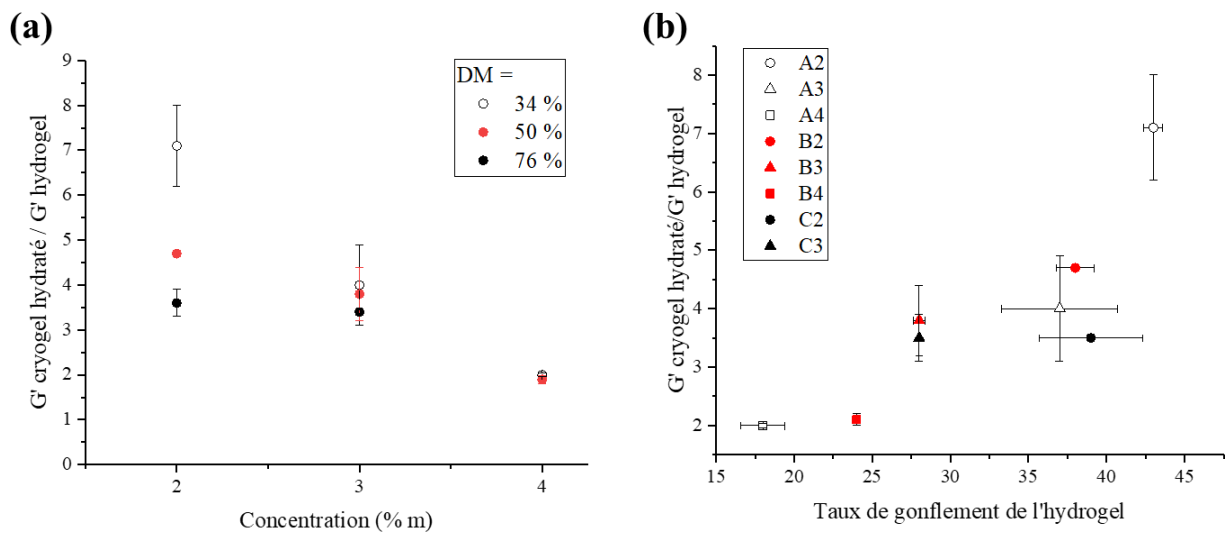 (a)
G' cryogel hydraté / G' hydrogel
9
8
7
6
5
4
3
2
1
0
2
3
4
Concentration (% m)
DM =
34 %
50 %
76 %
(b)
G' cryogel hydraté/G' hydrogel
8
7
6
5
4
3
2
15
20
25
30
35
40
45
Taux de gonflement de l'hydrogel
A2
A3
A4
B2
B3
B4
C2
C3